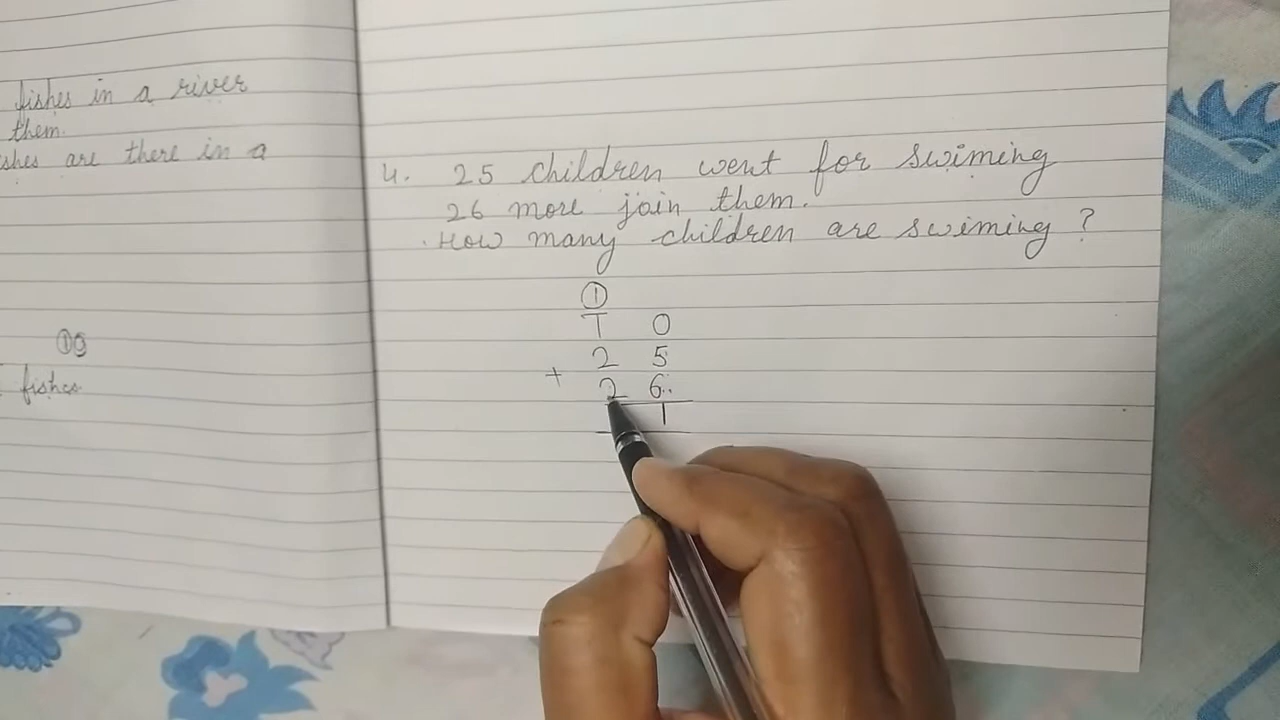 fishes in a river
them.
shes are there in a
fishes
4. 25 children went for swiming
26 more join them.
How many children are swiming ?
1
T O
2 5
+ 2 6
1